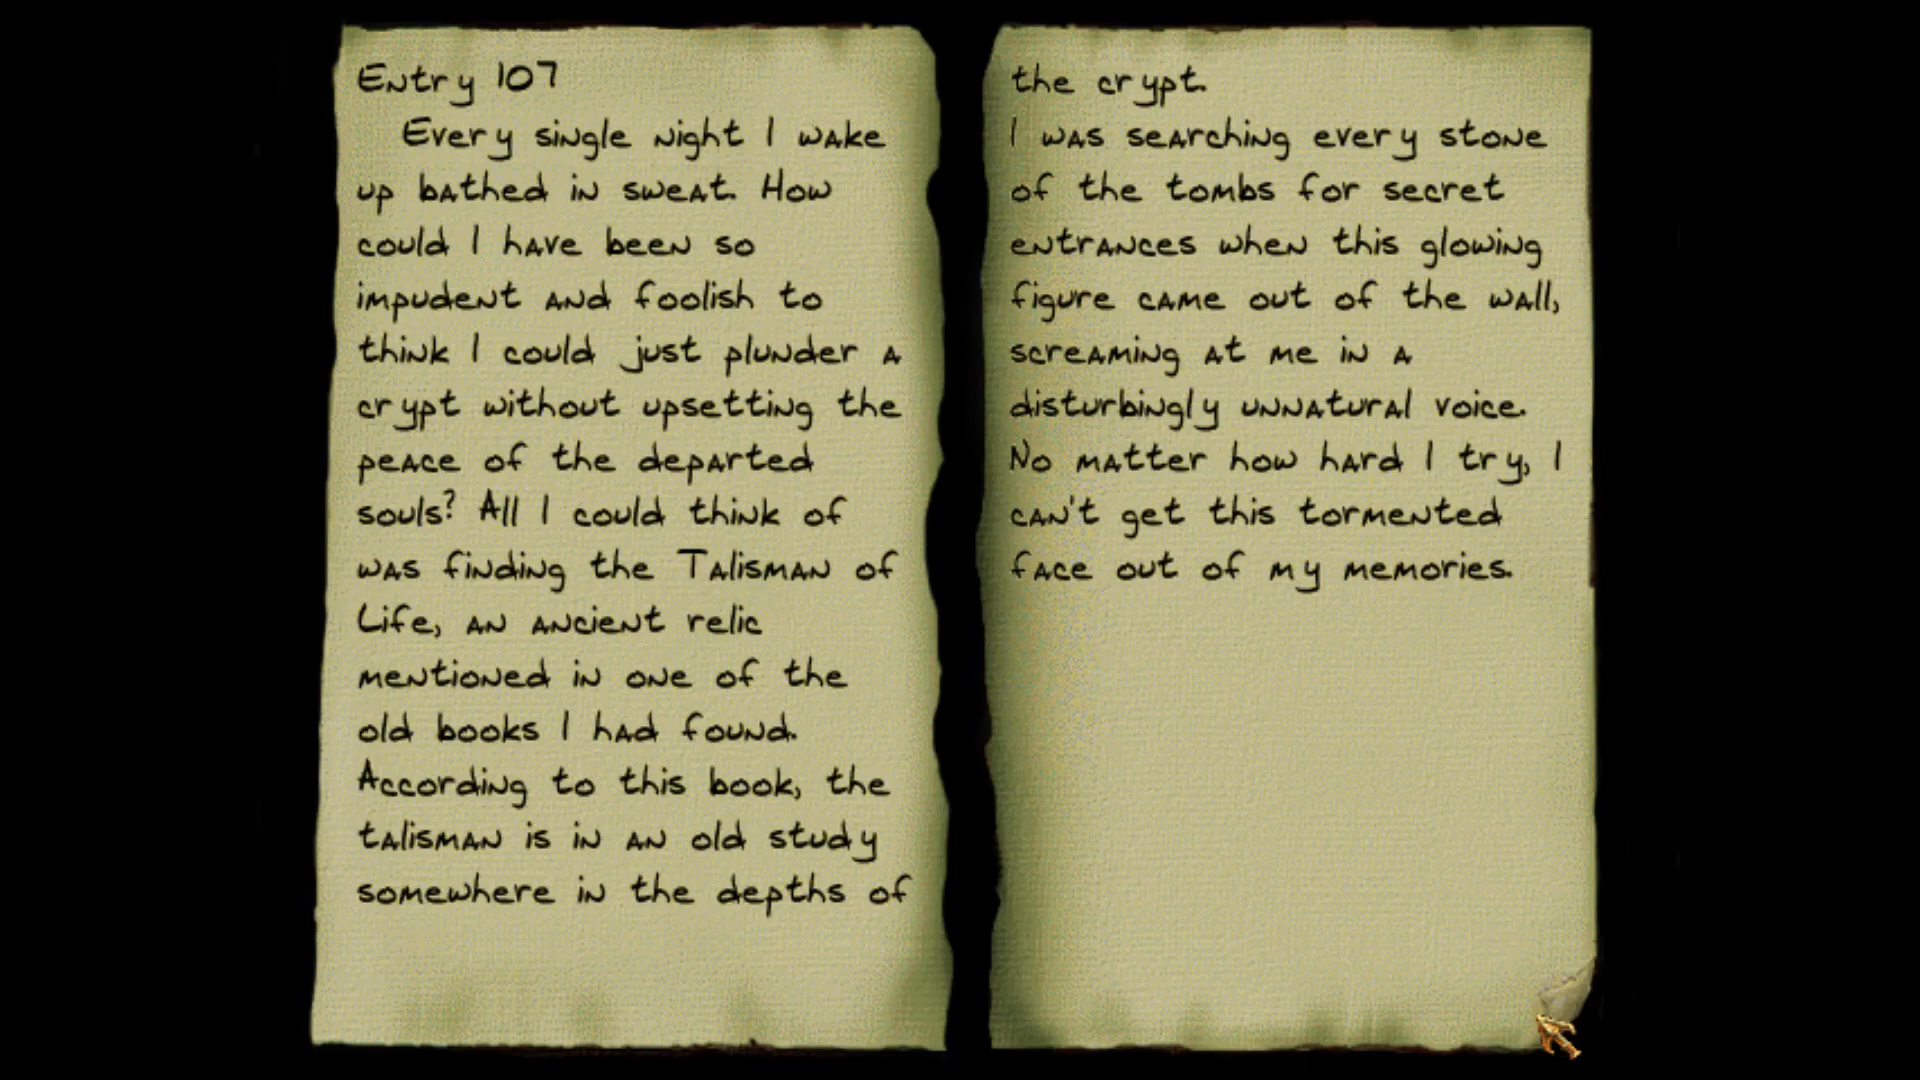 Entry 107
Every single night I wake
up bathed in sweat. How
could I have been so
impudent and foolish to
think I could just plunder a
crypt without upsetting the
peace of the departed
souls? All I could think of
was finding the Talisman of
Life, an ancient relic
mentioned in one of the
old books I had found.
According to this book, the
talisman is in an old study
somewhere in the depths of
the crypt.
I was searching every stone
of the tombs for secret
entrances when this glowing
figure came out of the wall,
screaming at me in a
disturbingly unnatural voice.
No matter how hard I try, I
can't get this tormented
face out of my memories.